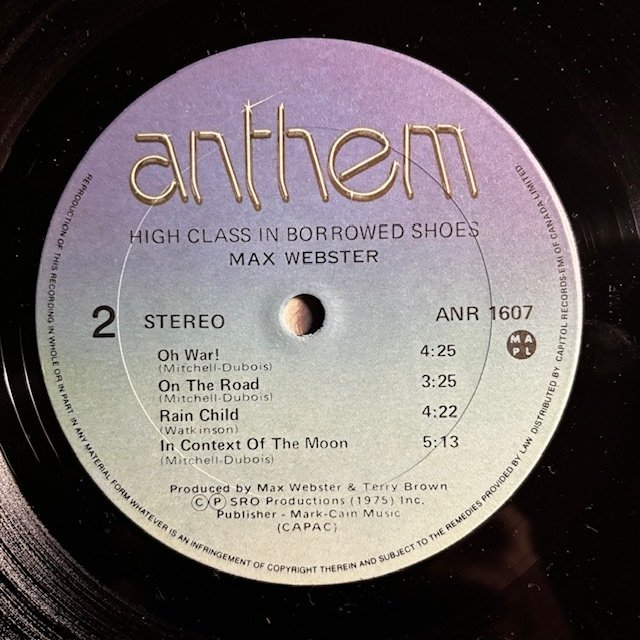 anthem
HIGH CLASS IN BORROWED SHOES
MAX WEBSTER
2 STEREO ANR 1607
M A P L
Oh War! 4:25
(Mitchell-Dubois)
On The Road 3:25
(Mitchell-Dubois)
Rain Child 4:22
(Watkinson)
In Context Of The Moon 5:13
(Mitchell-Dubois)
Produced by Max Webster & Terry Brown
© Ⓟ SRO Productions (1975) Inc.
Publisher - Mark-Cain Music
(CAPAC)
REPRODUCTION OF THIS RECORDING IN WHOLE OR IN PART, IN ANY MATERIAL FORM WHATEVER IS AN INFRINGEMENT OF COPYRIGHT THEREIN AND SUBJECT TO THE REMEDIES PROVIDED BY LAW DISTRIBUTED BY CAPITOL RECORDS-EMI OF CANADA LIMITED